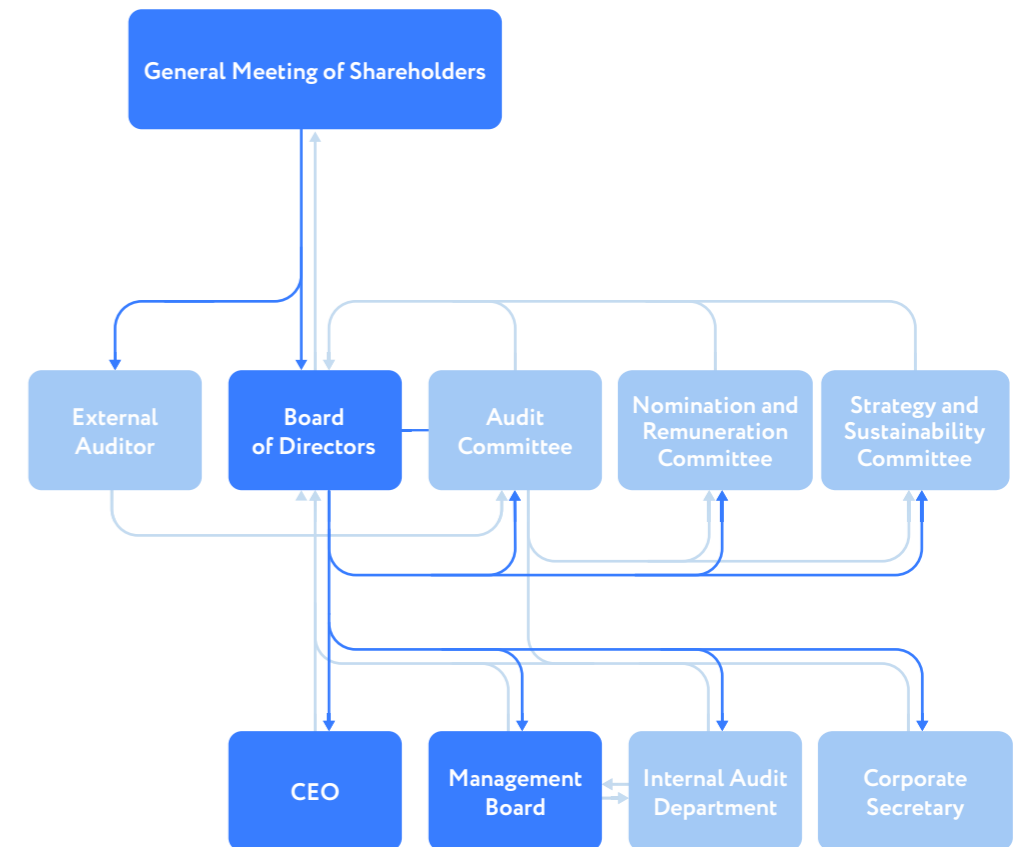 General Meeting of Shareholders
External
Auditor
Board
of Directors
Audit
Committee
Nomination and
Remuneration
Committee
Strategy and
Sustainability
Committee
CEO
Management
Board
Internal Audit
Department
Corporate
Secretary